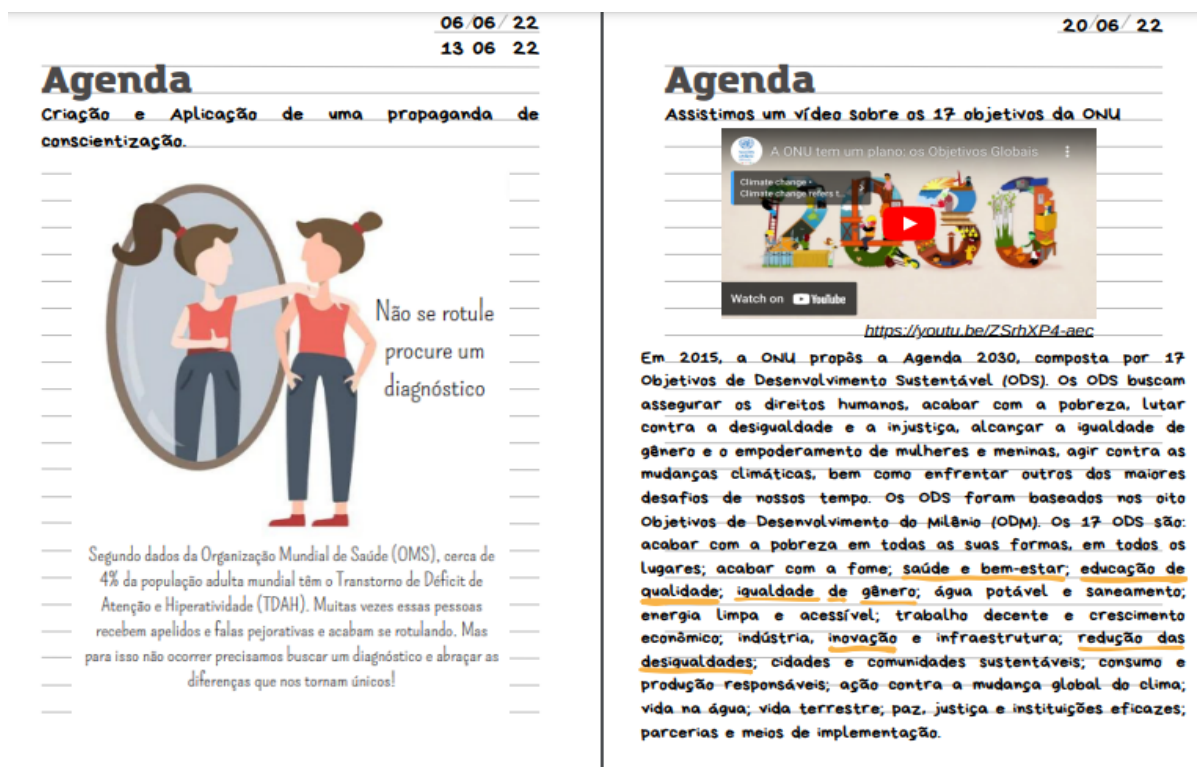 06/06/22
13 06 22
Agenda
Criação e Aplicação de uma propaganda de
conscientização.
Não se rotule
procure um
diagnóstico
Segundo dados da Organização Mundial de Saúde (OMS), cerca de
4% da população adulta mundial têm o Transtorno de Déficit de
Atenção e Hiperatividade (TDAH). Muitas vezes essas pessoas
recebem apelidos e falas pejorativas e acabam se rotulando. Mas
para isso não ocorrer precisamos buscar um diagnóstico e abraçar as
diferenças que nos tornam únicos!
20/06/22
Agenda
Assistimos um vídeo sobre os 17 objetivos da ONU
A ONU tem um plano: os Objetivos Globais
Climate change •
Climate change refers t...
2030
Watch on YouTube
https://youtu.be/ZSrhXP4-aec
Em 2015, a ONU propôs a Agenda 2030, composta por 17
Objetivos de Desenvolvimento Sustentável (ODS). Os ODS buscam
assegurar os direitos humanos, acabar com a pobreza, lutar
contra a desigualdade e a injustiça, alcançar a igualdade de
gênero e o empoderamento de mulheres e meninas, agir contra as
mudanças climáticas, bem como enfrentar outros dos maiores
desafios de nossos tempo. Os ODS foram baseados nos oito
Objetivos de Desenvolvimento do Milênio (ODM). Os 17 ODS são:
acabar com a pobreza em todas as suas formas, em todos os
lugares; acabar com a fome; saúde e bem-estar; educação de
qualidade; igualdade de gênero; água potável e saneamento;
energia limpa e acessível; trabalho decente e crescimento
econômico; indústria, inovação e infraestrutura; redução das
desigualdades; cidades e comunidades sustentáveis; consumo e
produção responsáveis; ação contra a mudança global do clima;
vida na água; vida terrestre; paz, justiça e instituições eficazes;
parcerias e meios de implementação.